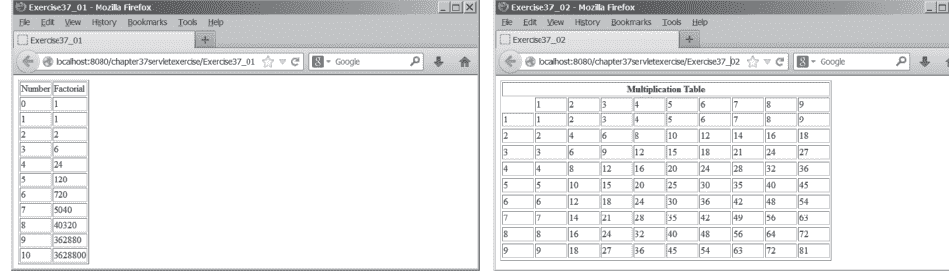 Exercise37_01 - Mozilla Firefox
File Edit View History Bookmarks Tools Help
Exercise37_01
localhost:8080/chapter37servletexercise/Exercise37_01
Google
Number Factorial
0 1
1 1
2 2
3 6
4 24
5 120
6 720
7 5040
8 40320
9 362880
10 3628800
Exercise37_02 - Mozilla Firefox
File Edit View History Bookmarks Tools Help
Exercise37_02
localhost:8080/chapter37servletexercise/Exercise37_02
Google
Multiplication Table
1 2 3 4 5 6 7 8 9
1 1 2 3 4 5 6 7 8 9
2 2 4 6 8 10 12 14 16 18
3 3 6 9 12 15 18 21 24 27
4 4 8 12 16 20 24 28 32 36
5 5 10 15 20 25 30 35 40 45
6 6 12 18 24 30 36 42 48 54
7 7 14 21 28 35 42 49 56 63
8 8 16 24 32 40 48 56 64 72
9 9 18 27 36 45 54 63 72 81